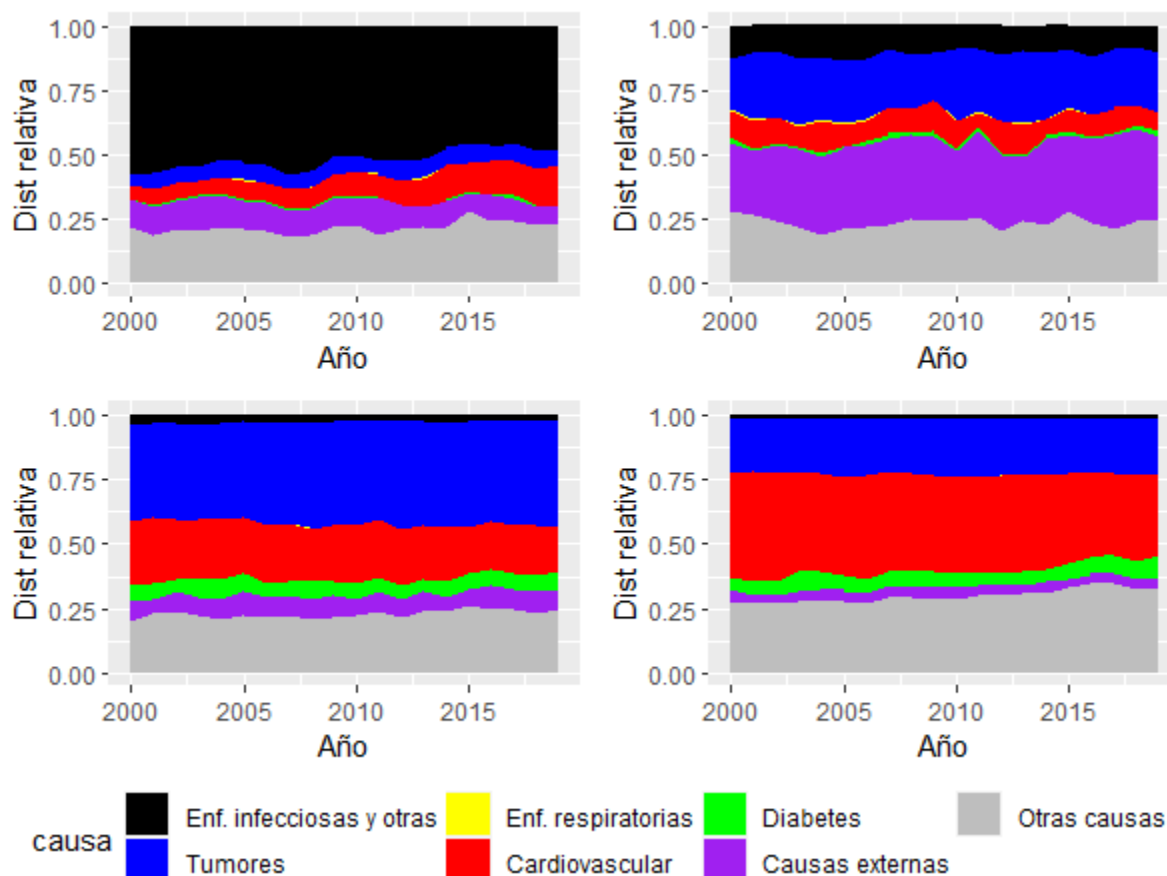 1.00
0.75
0.50
0.25
0.00
Dist relativa
2000 2005 2010 2015
Año
1.00
0.75
0.50
0.25
0.00
Dist relativa
2000 2005 2010 2015
Año
1.00
0.75
0.50
0.25
0.00
Dist relativa
2000 2005 2010 2015
Año
1.00
0.75
0.50
0.25
0.00
Dist relativa
2000 2005 2010 2015
Año
causa
Enf. infecciosas y otras Enf. respiratorias Diabetes Otras causas
Tumores Cardiovascular Causas externas